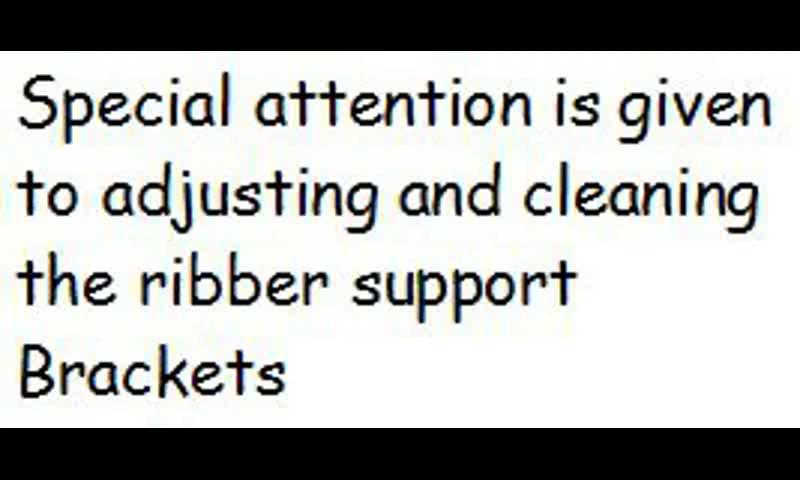 Special attention is given
to adjusting and cleaning
the ribber support
Brackets